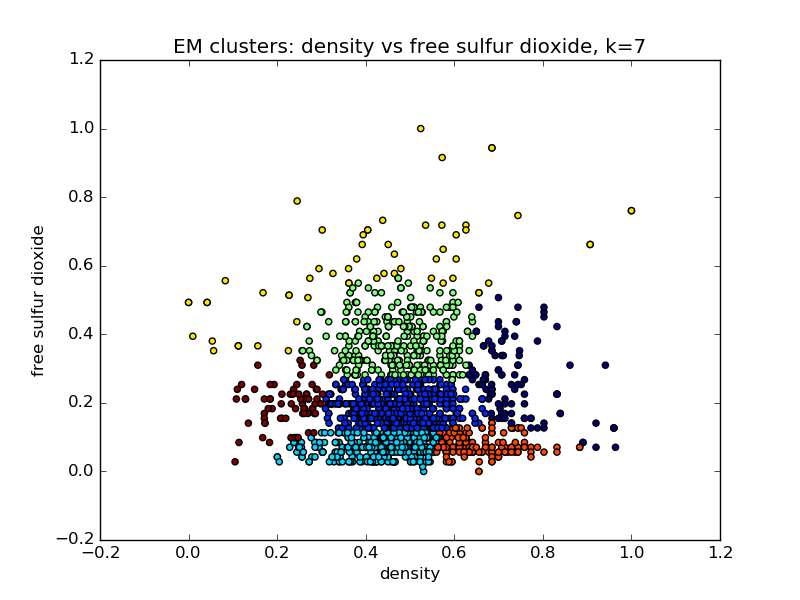 EM clusters: density vs free sulfur dioxide, k=7
1.2
1.0
0.8
0.6
0.4
0.2
0.0
−0.2
free sulfur dioxide
−0.2 0.0 0.2 0.4 0.6 0.8 1.0 1.2
density